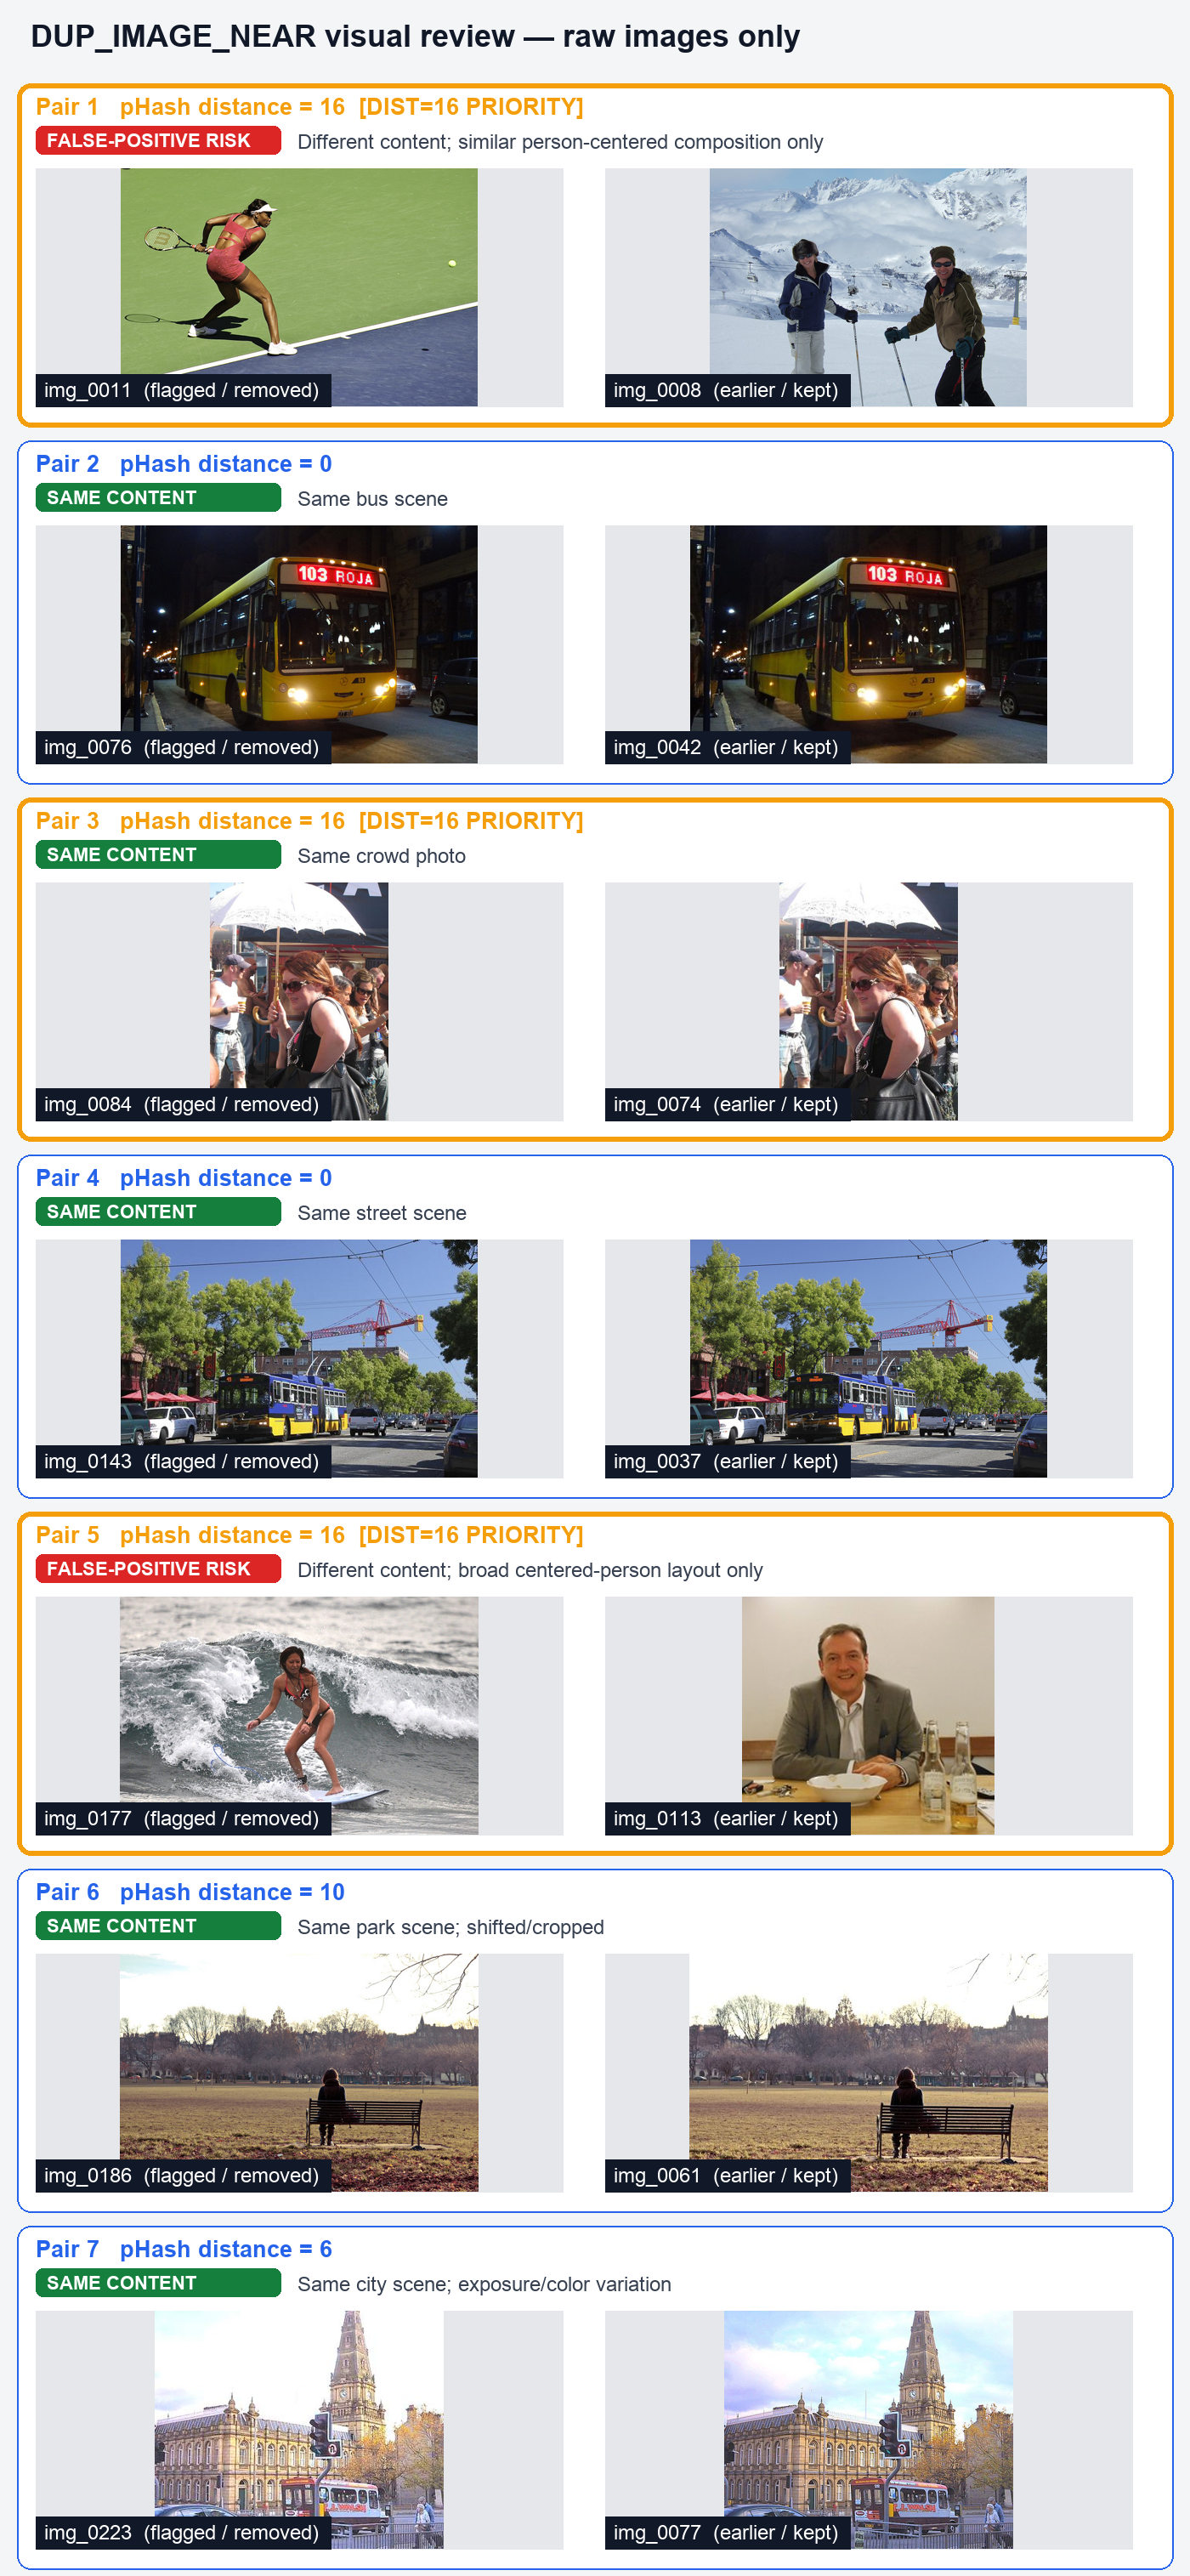 DUP_IMAGE_NEAR visual review — raw images only
Pair 1 pHash distance = 16 [DIST=16 PRIORITY]
FALSE-POSITIVE RISK Different content; similar person-centered composition only
img_0011 (flagged / removed) img_0008 (earlier / kept)
Pair 2 pHash distance = 0
SAME CONTENT Same bus scene
103 ROJA 103 ROJA
img_0076 (flagged / removed) img_0042 (earlier / kept)
Pair 3 pHash distance = 16 [DIST=16 PRIORITY]
SAME CONTENT Same crowd photo
img_0084 (flagged / removed) img_0074 (earlier / kept)
Pair 4 pHash distance = 0
SAME CONTENT Same street scene
img_0143 (flagged / removed) img_0037 (earlier / kept)
Pair 5 pHash distance = 16 [DIST=16 PRIORITY]
FALSE-POSITIVE RISK Different content; broad centered-person layout only
img_0177 (flagged / removed) img_0113 (earlier / kept)
Pair 6 pHash distance = 10
SAME CONTENT Same park scene; shifted/cropped
img_0186 (flagged / removed) img_0061 (earlier / kept)
Pair 7 pHash distance = 6
SAME CONTENT Same city scene; exposure/color variation
img_0223 (flagged / removed) img_0077 (earlier / kept)